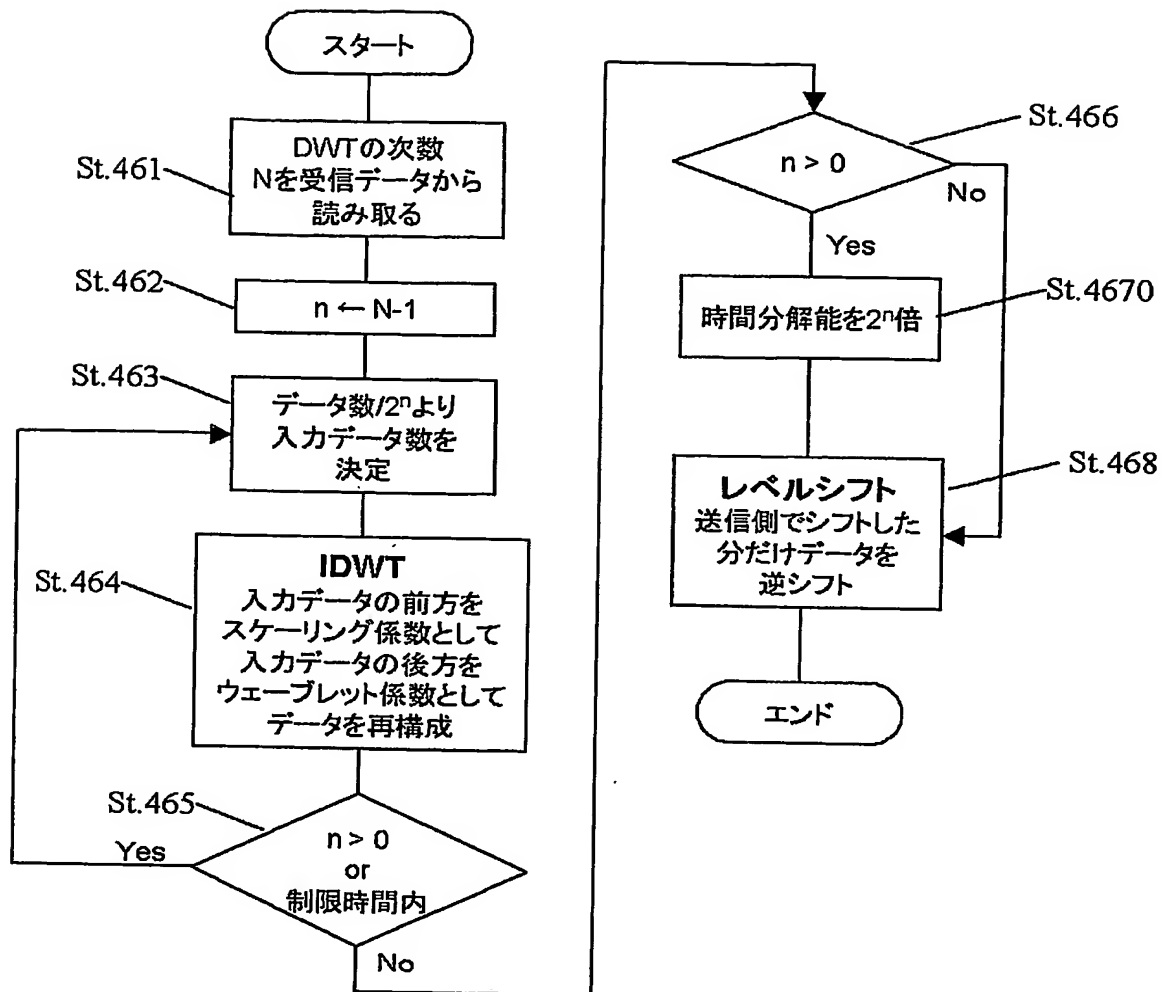 スタート
St.461
DWTの次数
Nを受信データから
読み取る
St.462
n ← N-1
St.463
データ数/2ⁿより
入力データ数を
決定
St.464
IDWT
入力データの前方を
スケーリング係数として
入力データの後方を
ウェーブレット係数として
データを再構成
St.465
n > 0
or
制限時間内
Yes
No
St.466
n > 0
No
Yes
St.4670
時間分解能を2ⁿ倍
St.468
レベルシフト
送信側でシフトした
分だけデータを
逆シフト
エンド